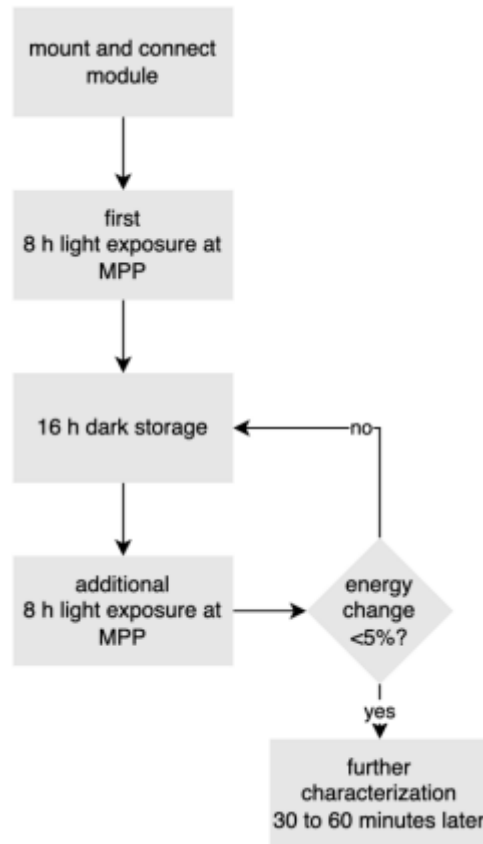 mount and connect
module
first
8 h light exposure at
MPP
16 h dark storage
no
additional
8 h light exposure at
MPP
energy
change
<5%?
yes
further
characterization
30 to 60 minutes later